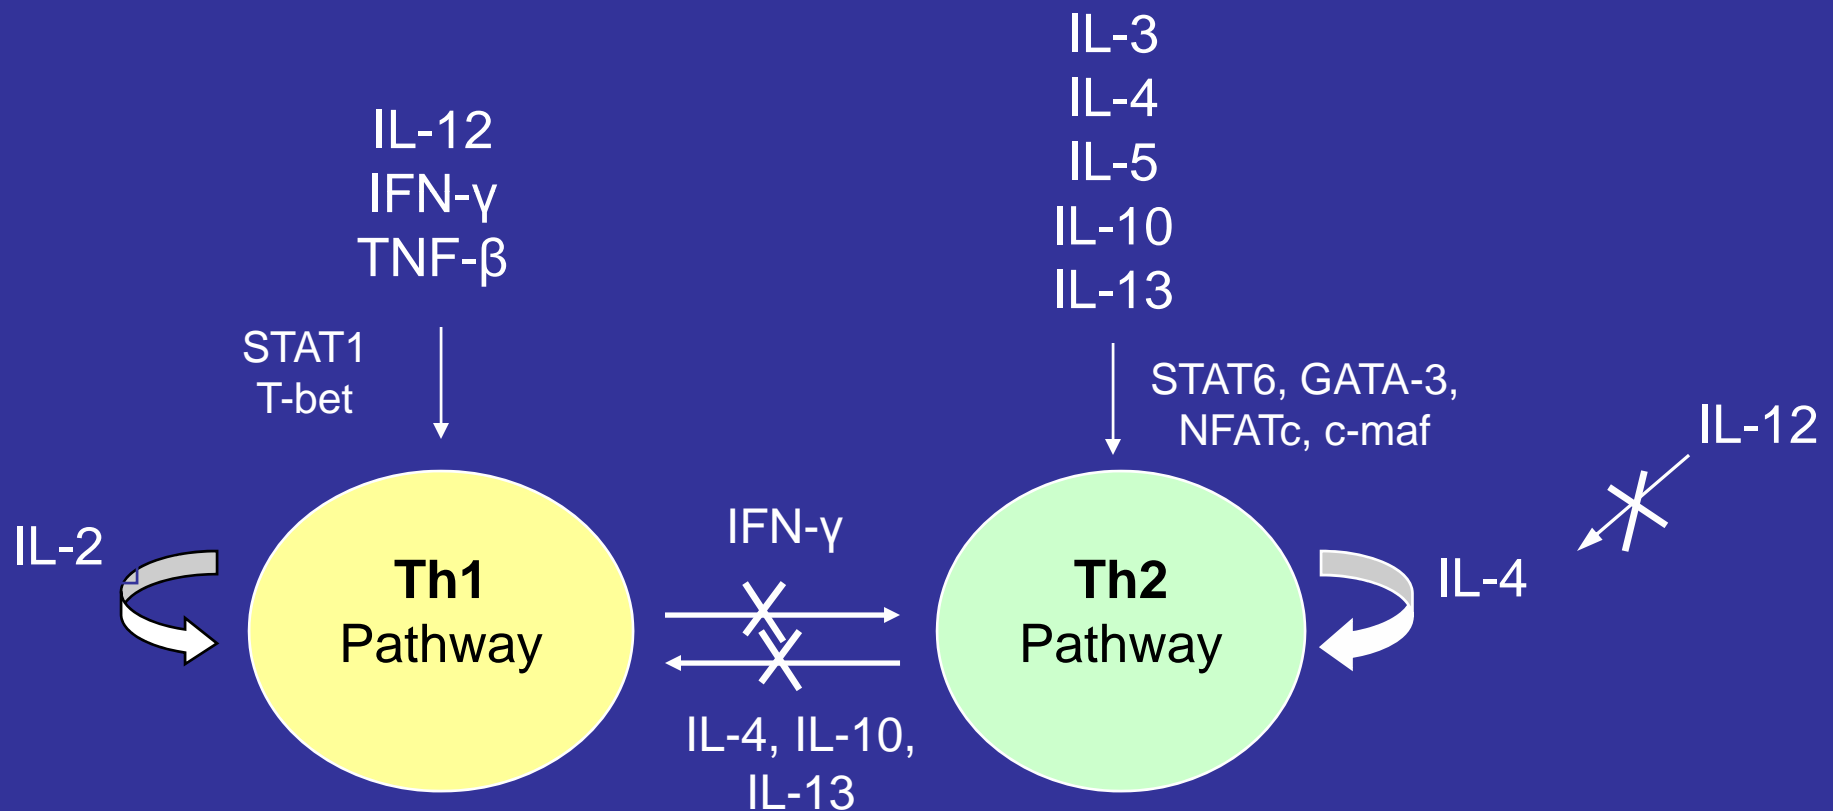 IL-12
IFN-γ
TNF-β
STAT1
T-bet
IL-2
Th1
Pathway
IFN-γ
IL-4, IL-10,
IL-13
IL-3
IL-4
IL-5
IL-10
IL-13
STAT6, GATA-3,
NFATc, c-maf
Th2
Pathway
IL-4
IL-12